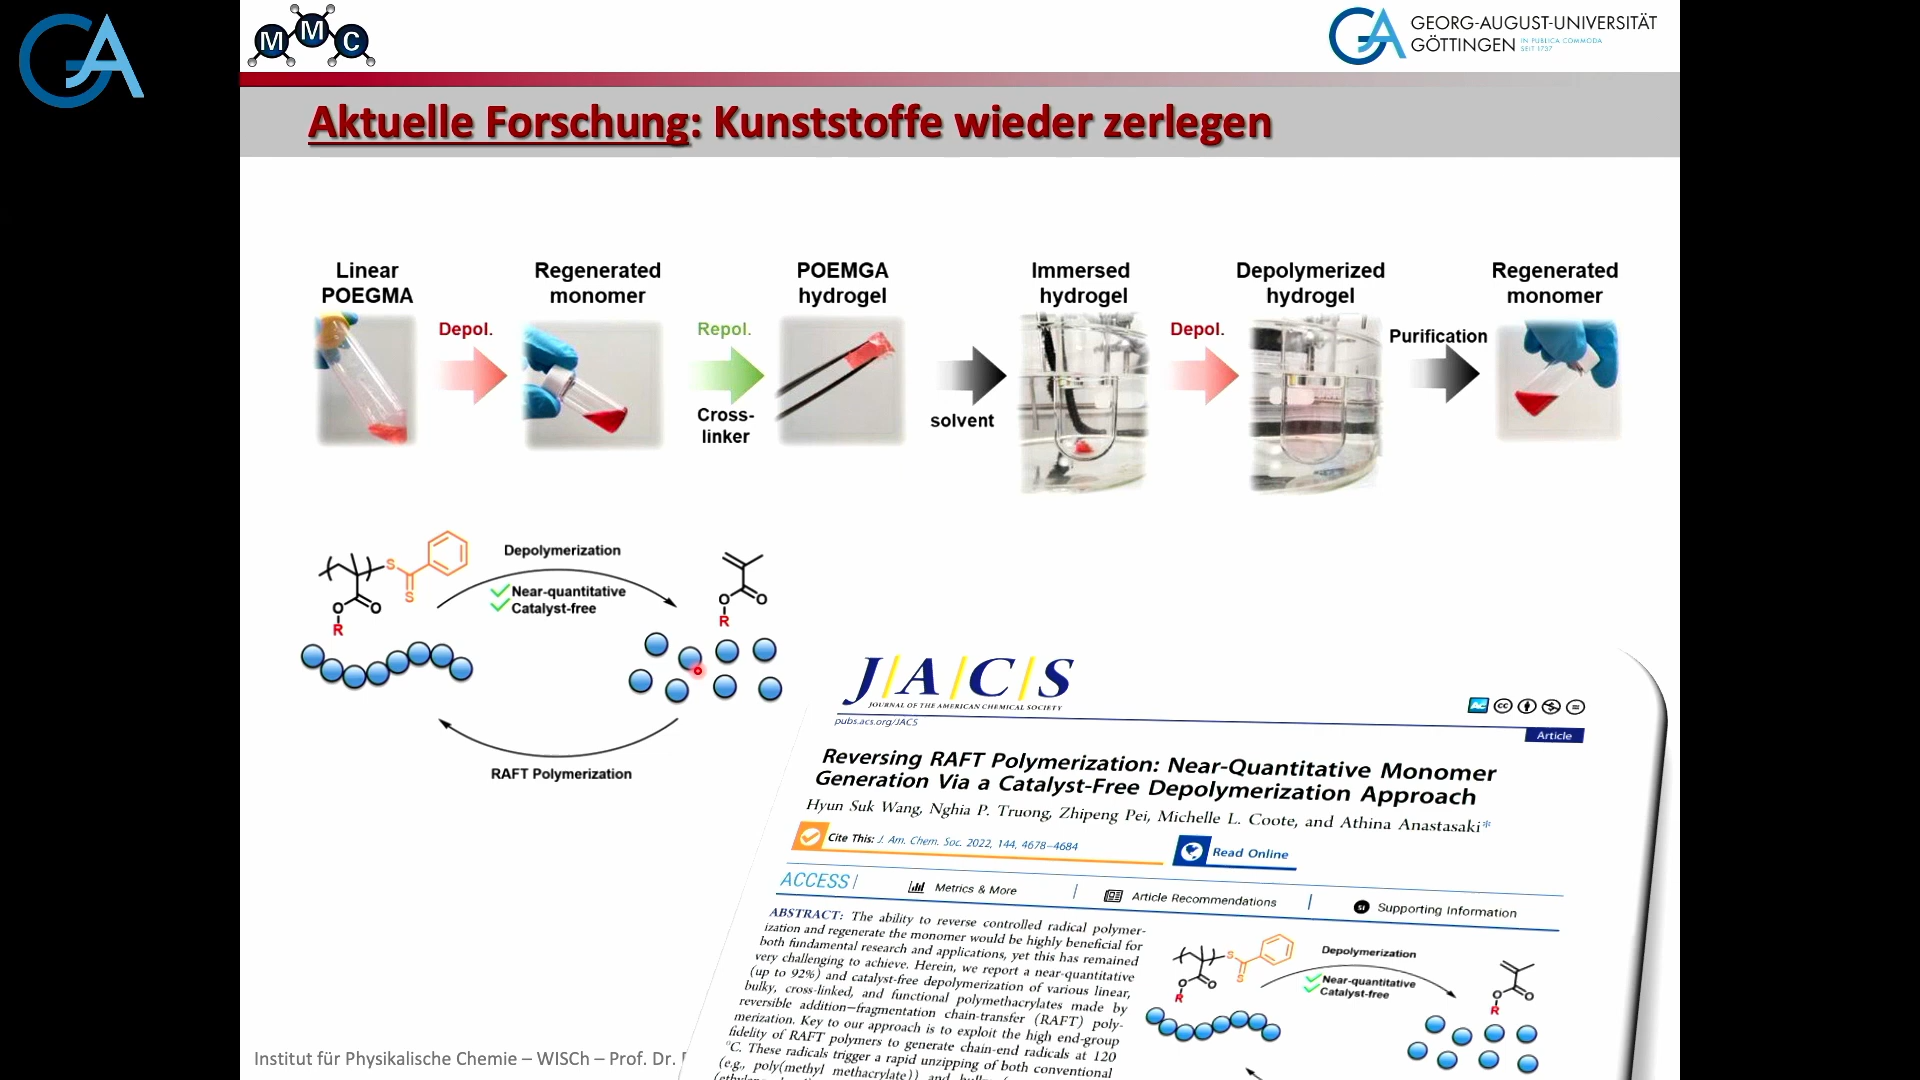 GA
M M C
GEORG-AUGUST-UNIVERSITÄT
GÖTTINGEN IN PUBLICA COMMODA
SEIT 1737
Aktuelle Forschung: Kunststoffe wieder zerlegen
Linear
POEGMA
Depol.
Regenerated
monomer
Repol.
Cross-
linker
POEMGA
hydrogel
solvent
Immersed
hydrogel
Depol.
Depolymerized
hydrogel
Purification
Regenerated
monomer
S
S
O
O
R
Depolymerization
Near-quantitative
Catalyst-free
O
O
R
RAFT Polymerization
J|A|C|S
JOURNAL OF THE AMERICAN CHEMICAL SOCIETY
pubs.acs.org/JACS
Article
Reversing RAFT Polymerization: Near-Quantitative Monomer
Generation Via a Catalyst-Free Depolymerization Approach
Hyun Suk Wang, Nghia P. Truong, Zhipeng Pei, Michelle L. Coote, and Athina Anastasaki*
Cite This: J. Am. Chem. Soc. 2022, 144, 4678–4684
Read Online
ACCESS
Metrics & More
Article Recommendations
Supporting Information
ABSTRACT: The ability to reverse controlled radical polymer-
ization and regenerate the monomer would be highly beneficial for
both fundamental research and applications, yet this has remained
very challenging to achieve. Herein, we report a near-quantitative
(up to 92%) and catalyst-free depolymerization of various linear,
bulky, cross-linked, and functional polymethacrylates made by
reversible addition−fragmentation chain-transfer (RAFT) poly-
merization. Key to our approach is to exploit the high end-group
fidelity of RAFT polymers to generate chain-end radicals at 120
°C. These radicals trigger a rapid unzipping of both conventional
(e.g., poly(methyl methacrylate)) and
S
S
O
O
R
Depolymerization
Near-quantitative
Catalyst-free
O
O
R
Institut für Physikalische Chemie – WISCh – Prof. Dr.